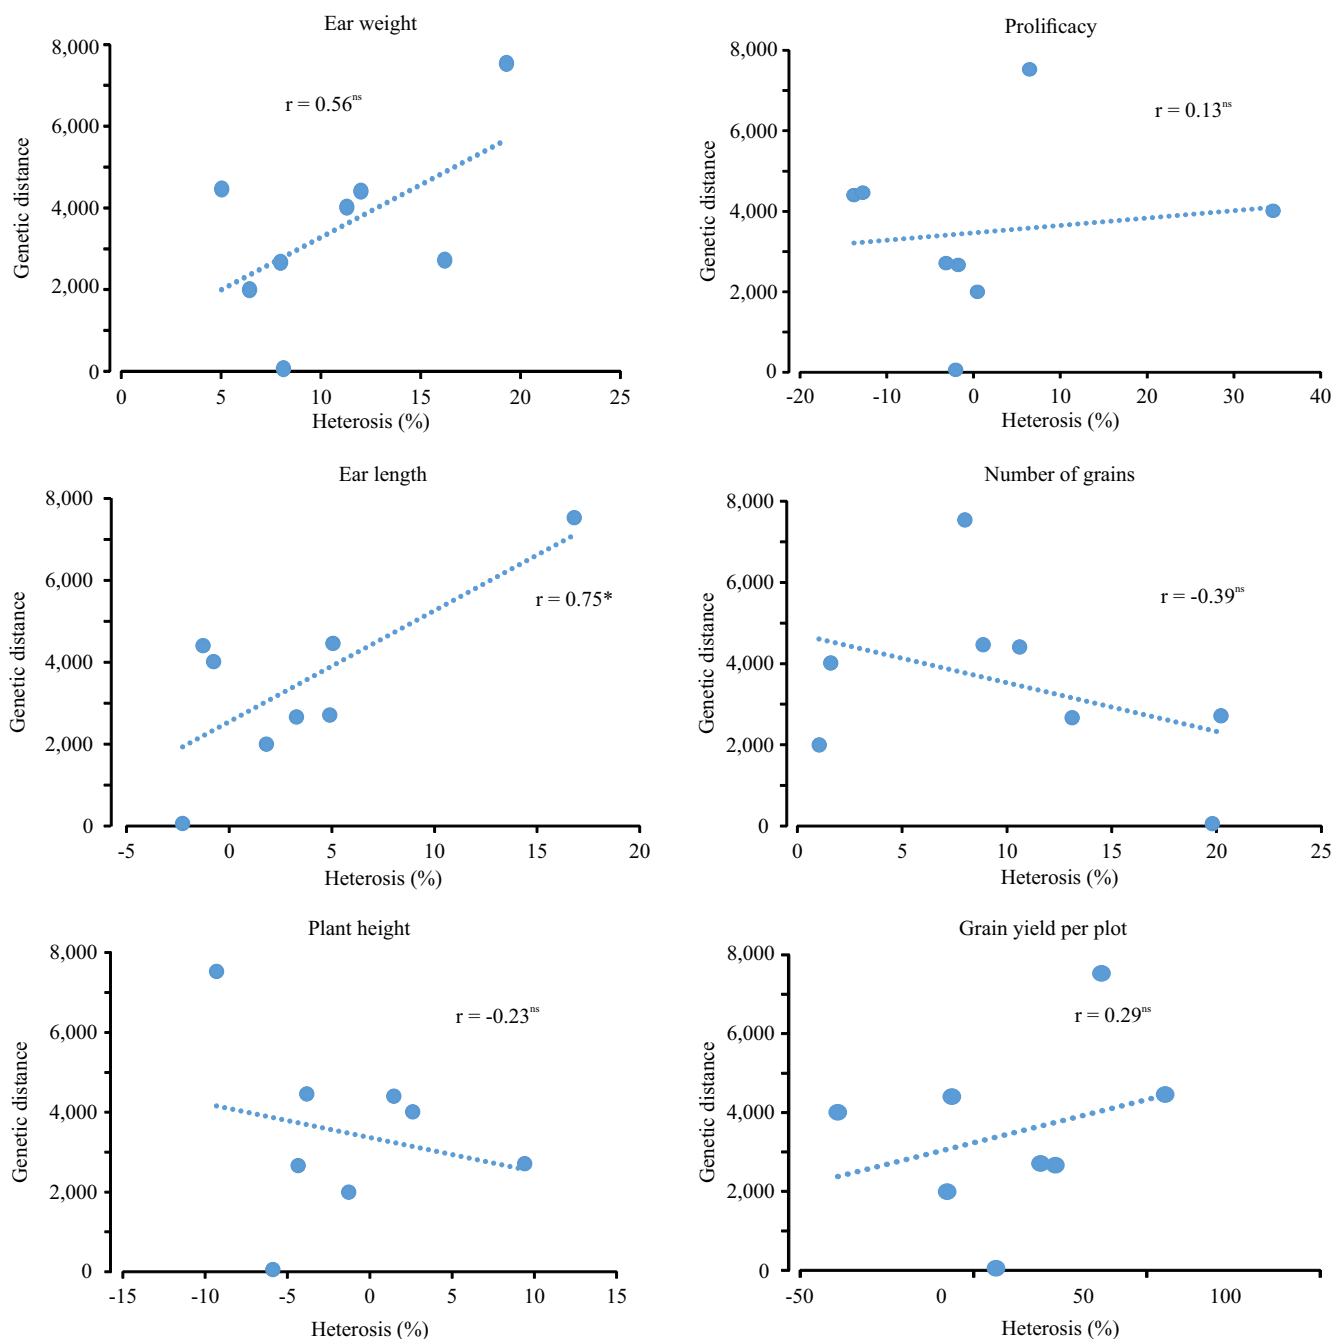 Ear weight
8,000
6,000
4,000
2,000
0
Genetic distance
r = 0.56ns
0 5 10 15 20 25
Heterosis (%)
Prolificacy
8,000
6,000
4,000
2,000
0
Genetic distance
r = 0.13ns
-20 -10 0 10 20 30 40
Heterosis (%)
Ear length
8,000
6,000
4,000
2,000
0
Genetic distance
r = 0.75*
-5 0 5 10 15 20
Heterosis (%)
Number of grains
8,000
6,000
4,000
2,000
0
Genetic distance
r = -0.39ns
0 5 10 15 20 25
Heterosis (%)
Plant height
8,000
6,000
4,000
2,000
0
Genetic distance
r = -0.23ns
-15 -10 -5 0 5 10 15
Heterosis (%)
Grain yield per plot
8,000
6,000
4,000
2,000
0
Genetic distance
r = 0.29ns
-50 0 50 100
Heterosis (%)